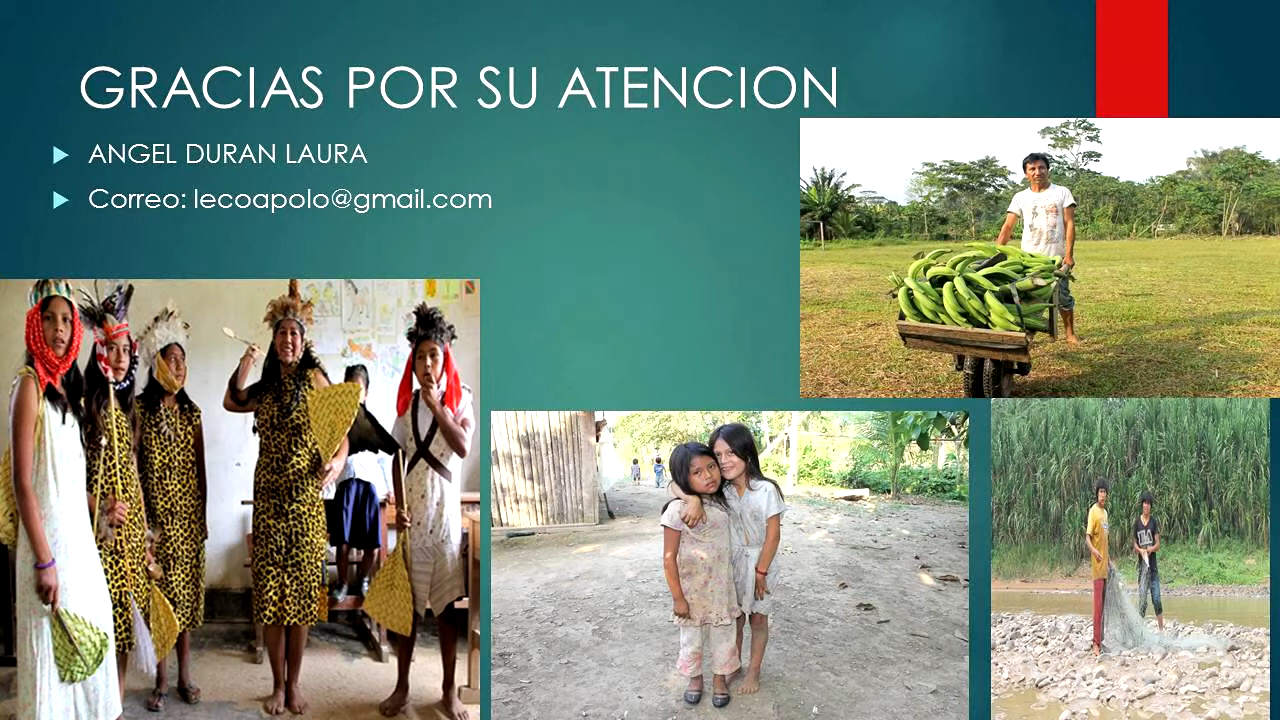 GRACIAS POR SU ATENCION
ANGEL DURAN LAURA
Correo: lecoapolo@gmail.com